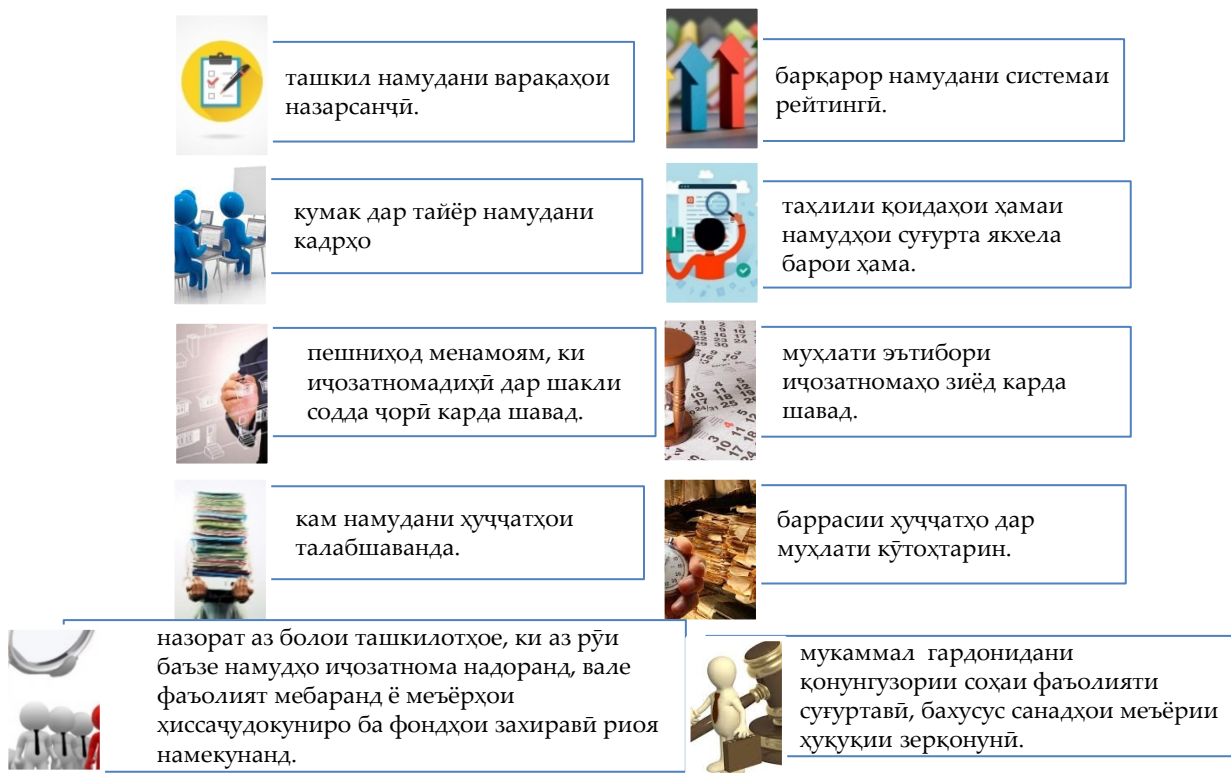 ташкил намудани варақаҳои
назарсанҷӣ.
барқарор намудани системаи
рейтингӣ.
кумак дар тайёр намудани
кадрҳо
таҳлили қоидаҳои ҳамаи
намудҳои суғурта якхела
барои ҳама.
пешниҳод менамоям, ки
иҷозатномадиҳӣ дар шакли
содда ҷорӣ карда шавад.
муҳлати эътибори
иҷозатномаҳо зиёд карда
шавад.
кам намудани ҳуҷҷатҳои
талабшаванда.
баррасии ҳуҷҷатҳо дар
муҳлати кӯтоҳтарин.
назорат аз болои ташкилотҳое, ки аз рӯи
баъзе намудҳо иҷозатнома надоранд, вале
фаъолият мебаранд ё меъёрҳои
ҳиссаҷудокуниро ба фондҳои захиравӣ риоя
намекунанд.
мукаммал гардонидани
қонунгузории соҳаи фаъолияти
суғуртавӣ, бахусус санадҳои меъёрии
ҳуқуқии зерқонунӣ.